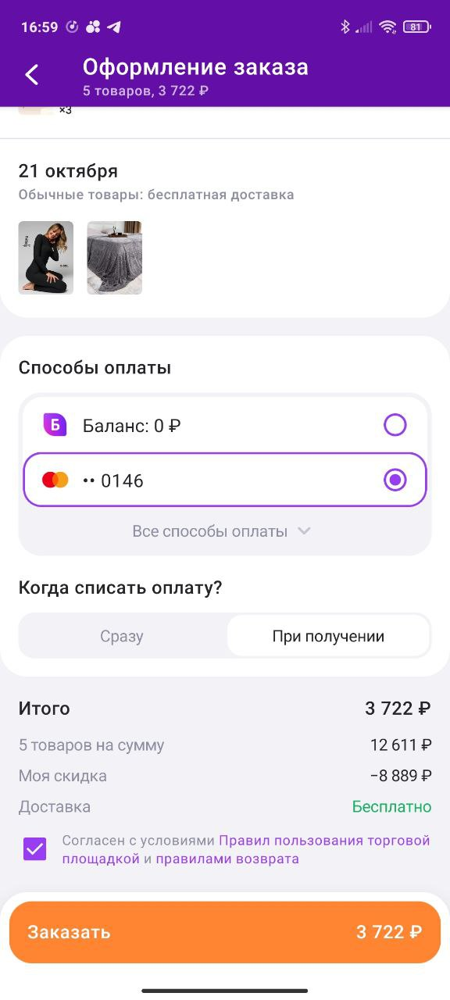 16:59
81
Оформление заказа
5 товаров, 3 722 ₽
×3
21 октября
Обычные товары: бесплатная доставка
Способы оплаты
Б Баланс: 0 ₽
•• 0146
Все способы оплаты
Когда списать оплату?
Сразу При получении
Итого 3 722 ₽
5 товаров на сумму 12 611 ₽
Моя скидка −8 889 ₽
Доставка Бесплатно
Согласен с условиями Правил пользования торговой
площадкой и правилами возврата
Заказать 3 722 ₽